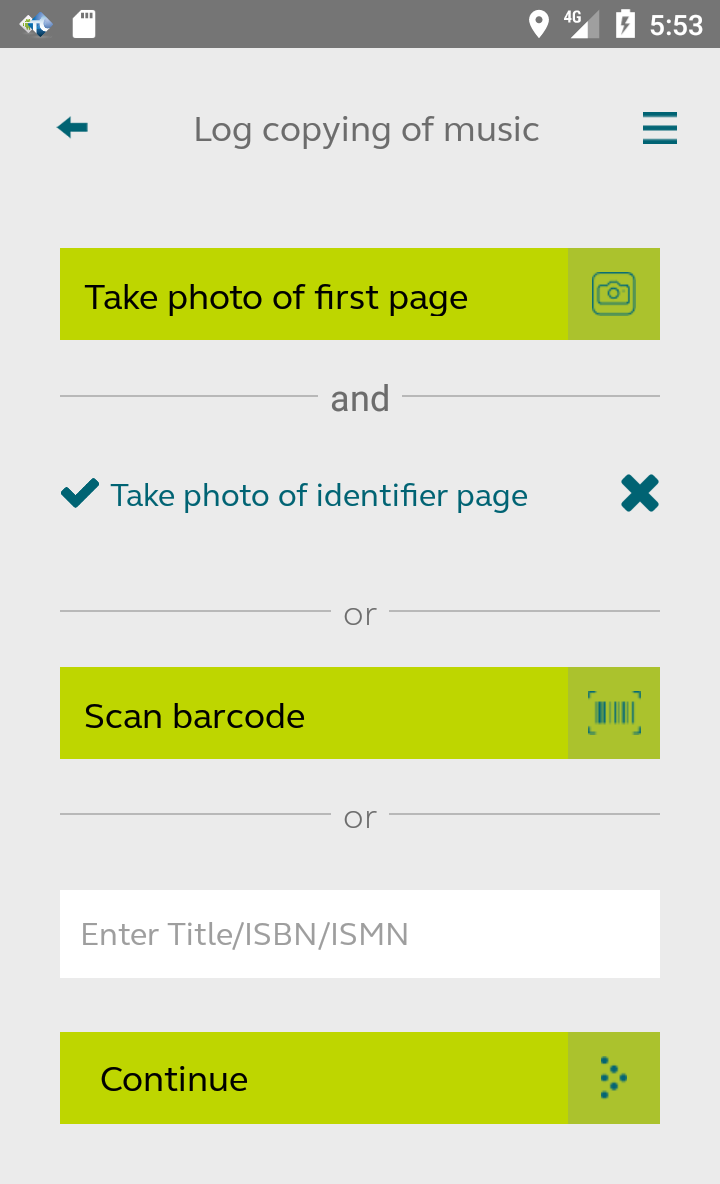 4G 5:53
Log copying of music
Take photo of first page
and
Take photo of identifier page
or
Scan barcode
or
Enter Title/ISBN/ISMN
Continue